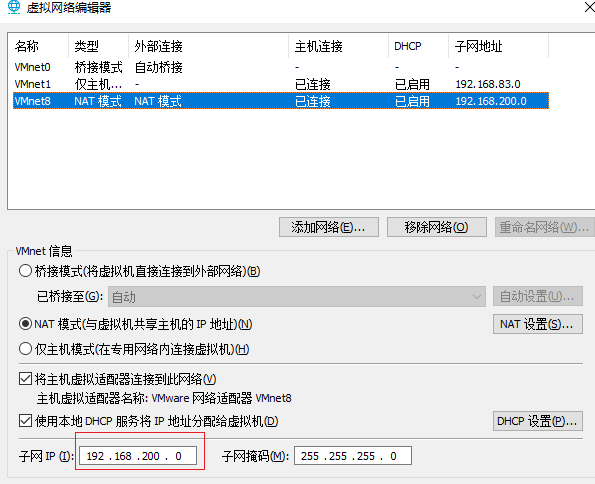 虚拟网络编辑器
名称 类型 外部连接 主机连接 DHCP 子网地址
VMnet0 桥接模式 自动桥接 - - -
VMnet1 仅主机... - 已连接 已启用 192.168.83.0
VMnet8 NAT 模式 NAT 模式 已连接 已启用 192.168.200.0
添加网络(E)... 移除网络(O) 重命名网络(W)...
VMnet 信息
桥接模式(将虚拟机直接连接到外部网络)(B)
已桥接至(G): 自动 自动设置(U)...
NAT 模式(与虚拟机共享主机的 IP 地址)(N) NAT 设置(S)...
仅主机模式(在专用网络内连接虚拟机)(H)
将主机虚拟适配器连接到此网络(V)
主机虚拟适配器名称: VMware 网络适配器 VMnet8
使用本地 DHCP 服务将 IP 地址分配给虚拟机(D) DHCP 设置(P)...
子网 IP (I): 192 . 168 . 200 . 0 子网掩码(M): 255 . 255 . 255 . 0